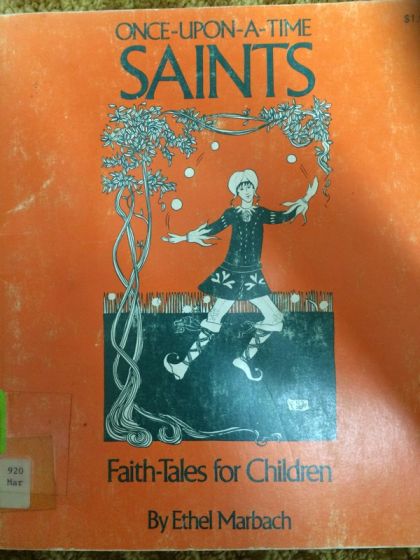 ONCE-UPON-A-TIME
SAINTS
Faith-Tales for Children
By Ethel Marbach
920
Mar